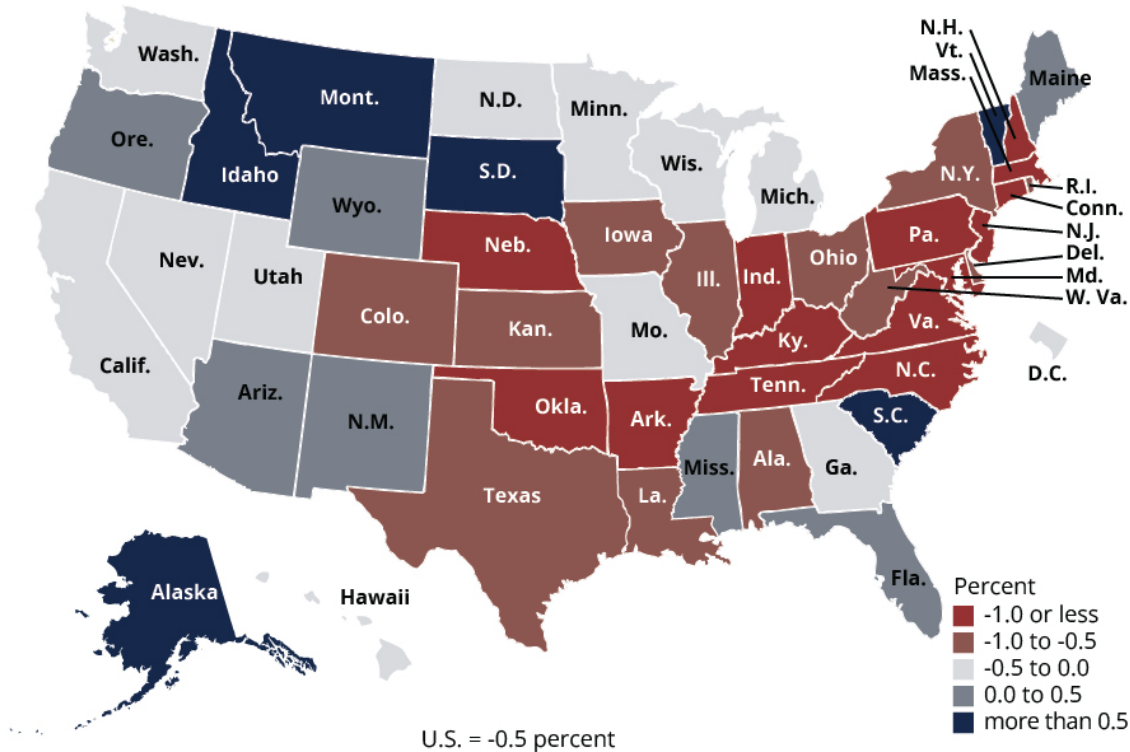 N.H.
Vt.
Mass.
Maine
Wash.
Mont.
N.D.
Minn.
Ore.
Idaho
S.D.
Wis.
Mich.
N.Y.
R.I.
Conn.
N.J.
Del.
Md.
W. Va.
Wyo.
Neb.
Iowa
Pa.
Nev.
Utah
Colo.
Kan.
Ill.
Ind.
Ohio
Mo.
Ky.
Va.
D.C.
Calif.
Ariz.
N.M.
Okla.
Ark.
Tenn.
N.C.
S.C.
Texas
La.
Miss.
Ala.
Ga.
Fla.
Alaska
Hawaii
Percent
-1.0 or less
-1.0 to -0.5
-0.5 to 0.0
0.0 to 0.5
more than 0.5
U.S. = -0.5 percent